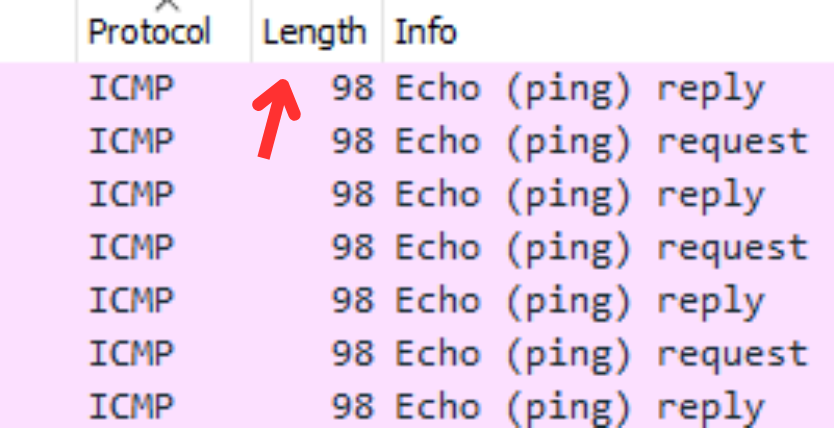 Protocol Length Info
ICMP 98 Echo (ping) reply
ICMP 98 Echo (ping) request
ICMP 98 Echo (ping) reply
ICMP 98 Echo (ping) request
ICMP 98 Echo (ping) reply
ICMP 98 Echo (ping) request
ICMP 98 Echo (ping) reply